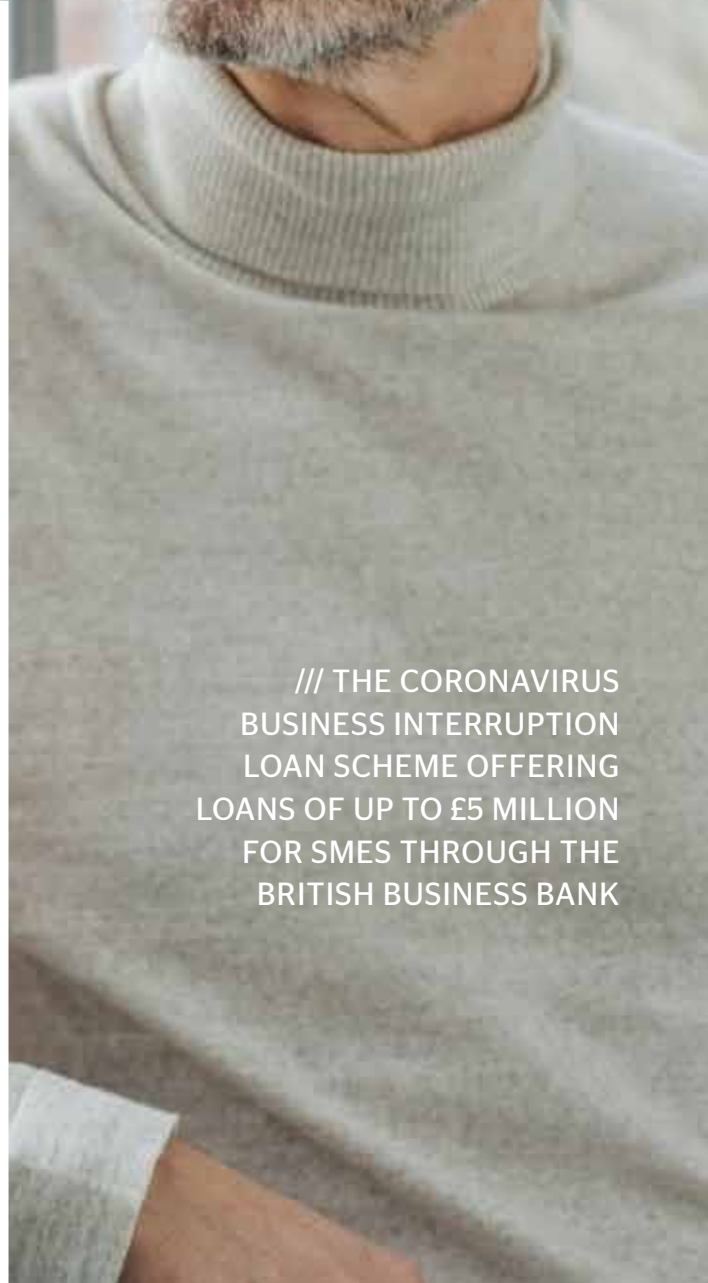 /// THE CORONAVIRUS
BUSINESS INTERRUPTION
LOAN SCHEME OFFERING
LOANS OF UP TO £5 MILLION
FOR SMES THROUGH THE
BRITISH BUSINESS BANK